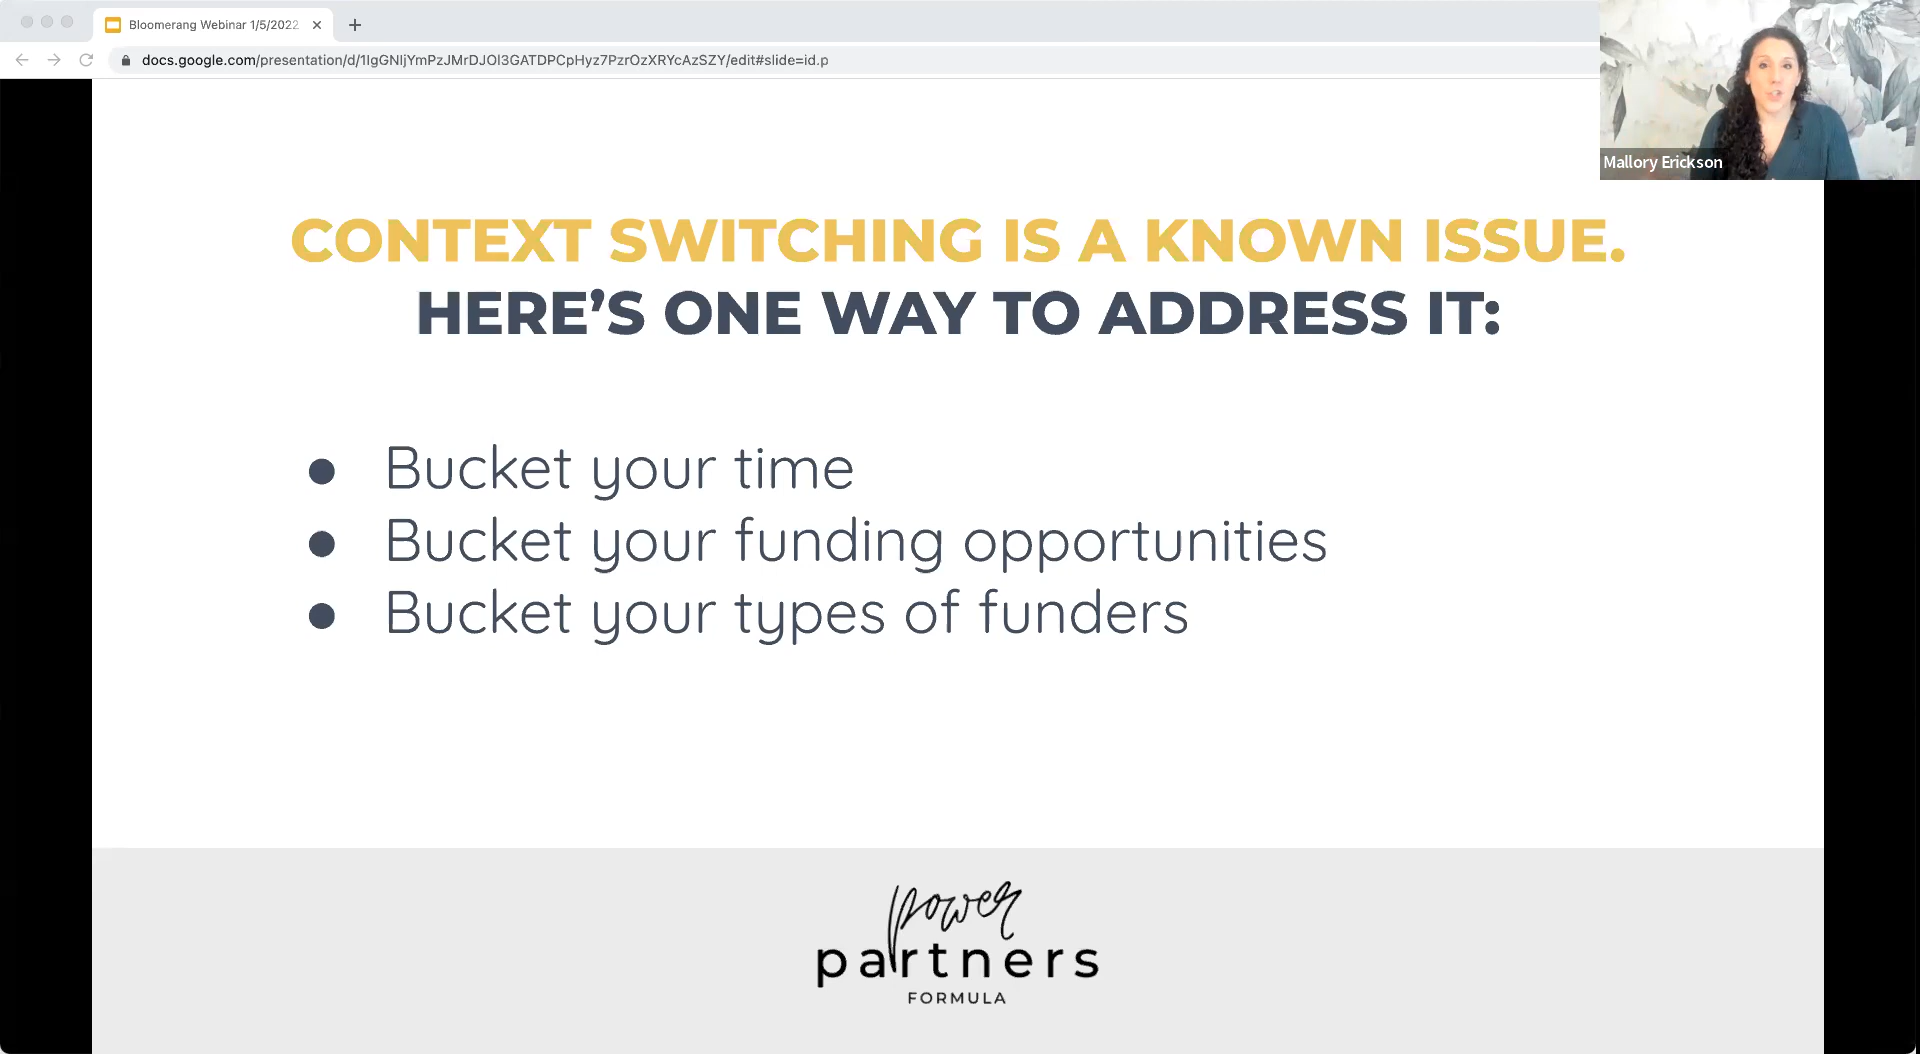 Bloomerang Webinar 1/5/2022
docs.google.com/presentation/d/1IgGNIjYmPzJMrDJOl3GATDPCpHyz7PzrOzXRYcAzSZY/edit#slide=id.p
Mallory Erickson
CONTEXT SWITCHING IS A KNOWN ISSUE.
HERE’S ONE WAY TO ADDRESS IT:
● Bucket your time
● Bucket your funding opportunities
● Bucket your types of funders
power
partners
FORMULA